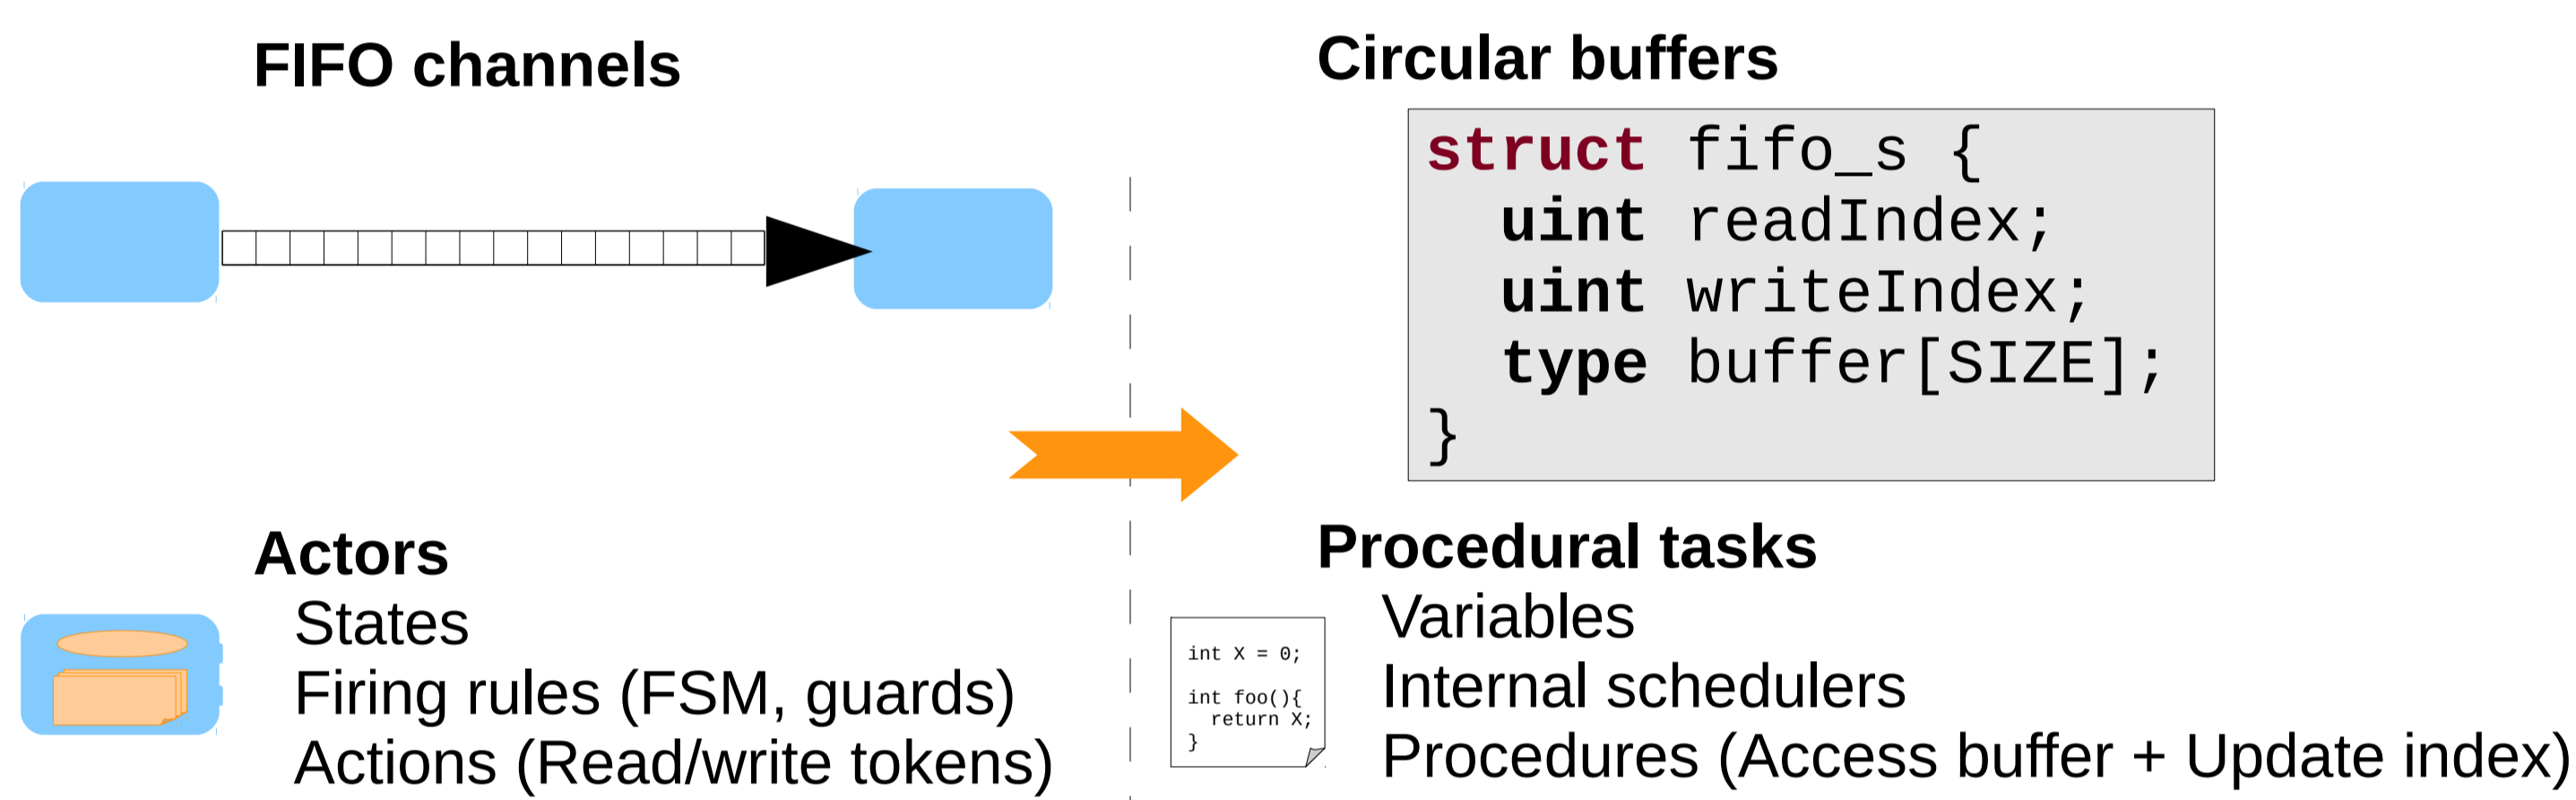 FIFO channels
Circular buffers
struct fifo_s {
  uint readIndex;
  uint writeIndex;
  type buffer[SIZE];
}
Actors
States
Firing rules (FSM, guards)
Actions (Read/write tokens)
Procedural tasks
int X = 0;
int foo(){
  return X;
}
Variables
Internal schedulers
Procedures (Access buffer + Update index)